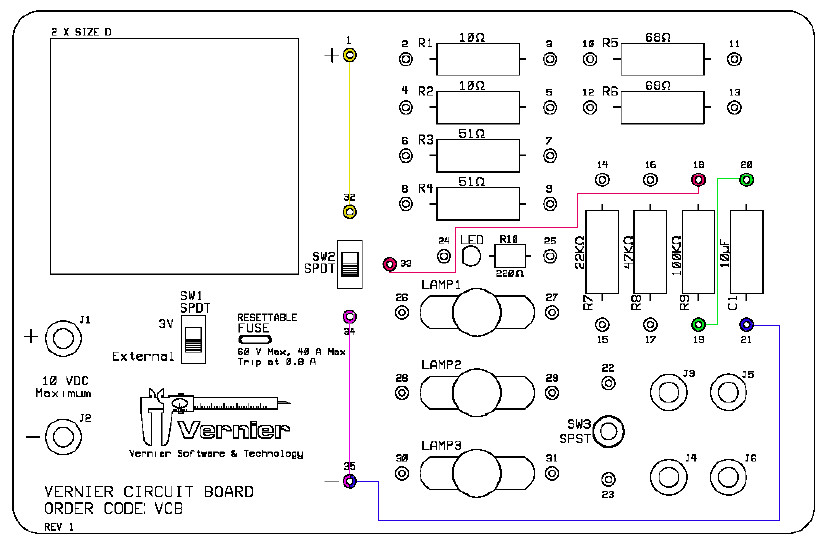 2 X SIZE D
1
+
2 R1 10Ω 3
10 R5 68Ω 11
4 R2 10Ω 5
12 R6 68Ω 13
6 R3 51Ω 7
8 R4 51Ω 9
14 16 18 20
32
SW2
SPDT
33
24 LED R10 25
220Ω
22KΩ 47KΩ 100KΩ 10µF
R7 R8 R9 C1
15 17 19 21
LAMP1
26 27
34
SW1
SPDT
3V
External
RESETTABLE
FUSE
60 V Max, 40 A Max
Trip at 0.9 A
+ J1
10 VDC
Maximum
- J2
LAMP2
28 29
22
SW3
SPST
23
J3 J5
J4 J6
Vernier
Vernier Software & Technology
LAMP3
30 31
35
-
VERNIER CIRCUIT BOARD
ORDER CODE: VCB
REV 1